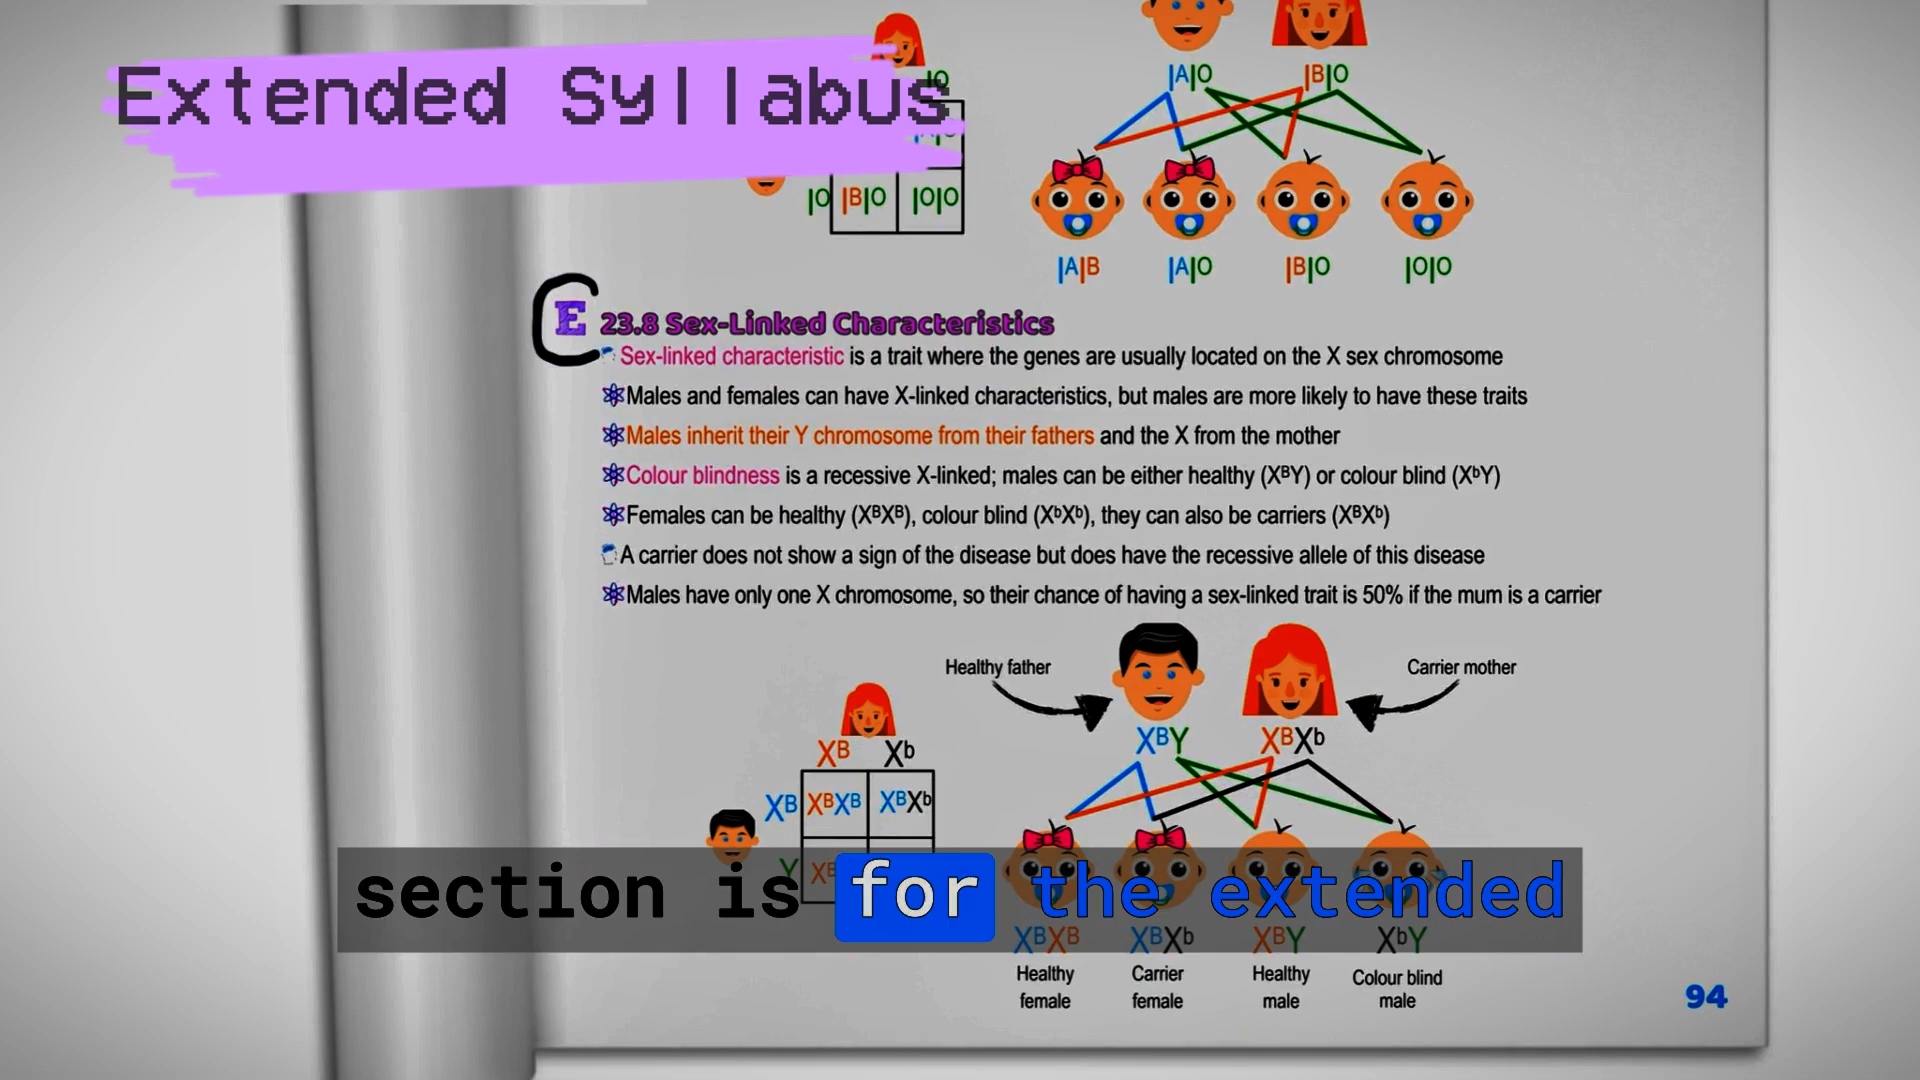 Extended Syllabus
IO
IO IBIO IOIO
IAIO IBIO
IAIB IAIO IBIO IOIO
E 23.8 Sex-Linked Characteristics
Sex-linked characteristic is a trait where the genes are usually located on the X sex chromosome
Males and females can have X-linked characteristics, but males are more likely to have these traits
Males inherit their Y chromosome from their fathers and the X from the mother
Colour blindness is a recessive X-linked; males can be either healthy (XᴮY) or colour blind (XᵇY)
Females can be healthy (XᴮXᴮ), colour blind (XᵇXᵇ), they can also be carriers (XᴮXᵇ)
A carrier does not show a sign of the disease but does have the recessive allele of this disease
Males have only one X chromosome, so their chance of having a sex-linked trait is 50% if the mum is a carrier
Healthy father Carrier mother
XᴮY XᴮXᵇ
Xᴮ Xᵇ
Xᴮ XᴮXᴮ XᴮXᵇ
Y Xᴮ
section is for the extended
XᴮXᴮ XᴮXᵇ XᴮY XᵇY
Healthy female
Carrier female
Healthy male
Colour blind male
94